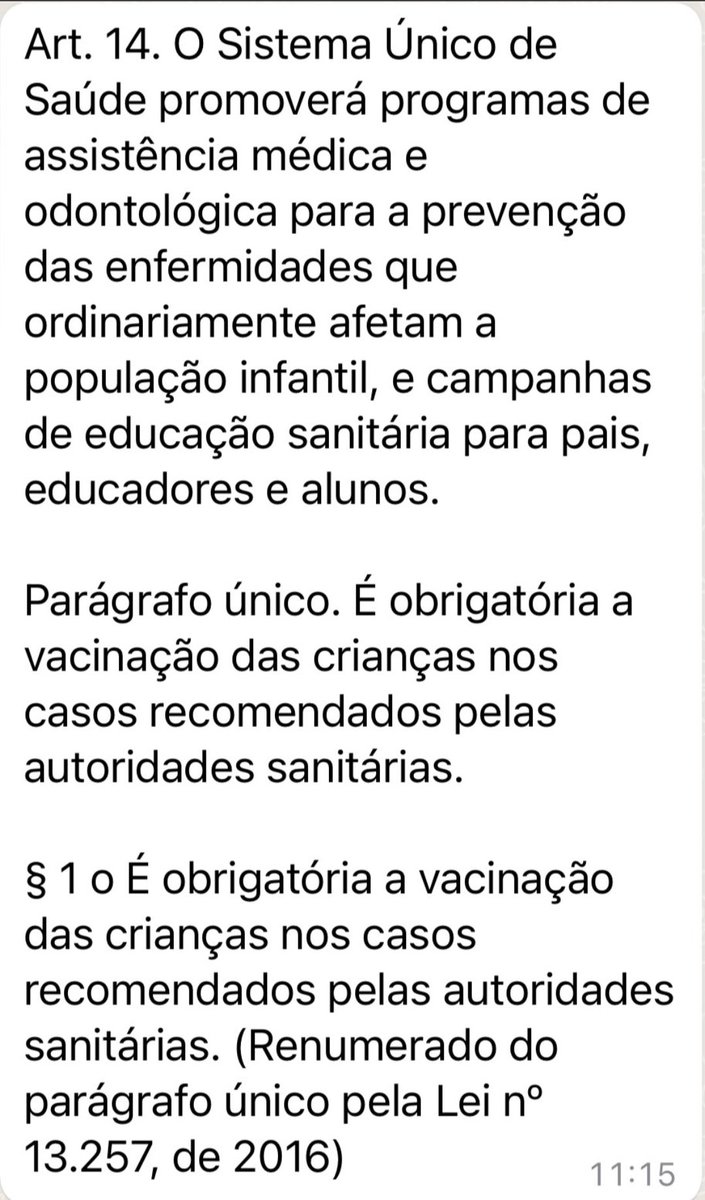 Art. 14. O Sistema Único de
Saúde promoverá programas de
assistência médica e
odontológica para a prevenção
das enfermidades que
ordinariamente afetam a
população infantil, e campanhas
de educação sanitária para pais,
educadores e alunos.
Parágrafo único. É obrigatória a
vacinação das crianças nos
casos recomendados pelas
autoridades sanitárias.
§ 1 o É obrigatória a vacinação
das crianças nos casos
recomendados pelas autoridades
sanitárias. (Renumerado do
parágrafo único pela Lei nº
13.257, de 2016)
11:15